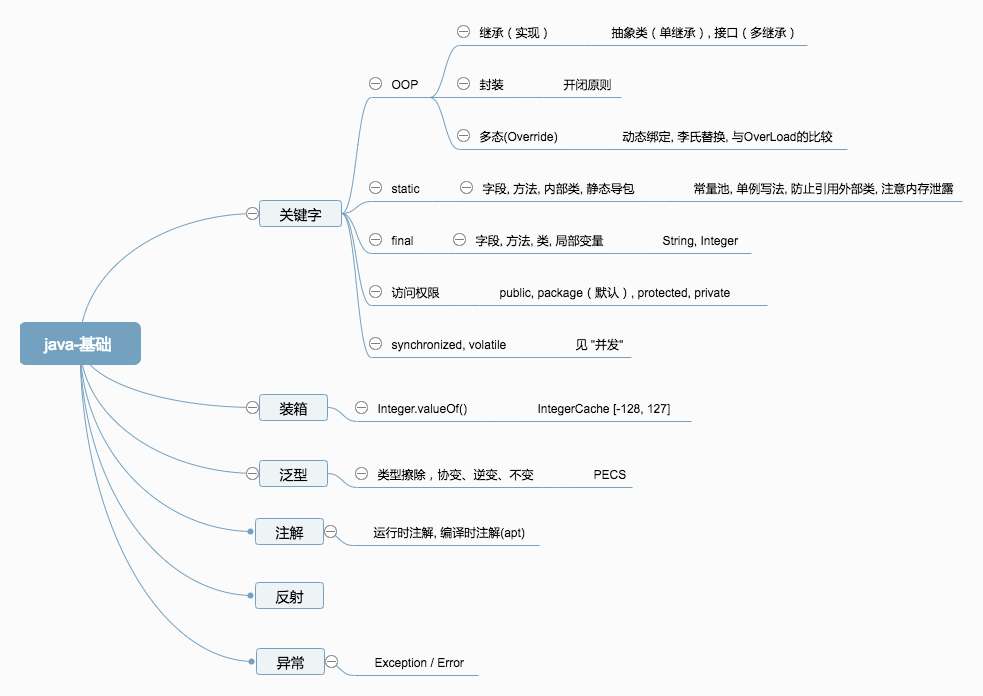 继承（实现） 抽象类（单继承）, 接口（多继承）
OOP 封装 开闭原则
多态(Override) 动态绑定, 李氏替换, 与OverLoad的比较
static 字段, 方法, 内部类, 静态导包 常量池, 单例写法, 防止引用外部类, 注意内存泄露
关键字
final 字段, 方法, 类, 局部变量 String, Integer
访问权限 public, package（默认）, protected, private
synchronized, volatile 见 "并发"
java-基础
装箱 Integer.valueOf() IntegerCache [-128, 127]
泛型 类型擦除，协变、逆变、不变 PECS
注解 运行时注解, 编译时注解(apt)
反射
异常 Exception / Error